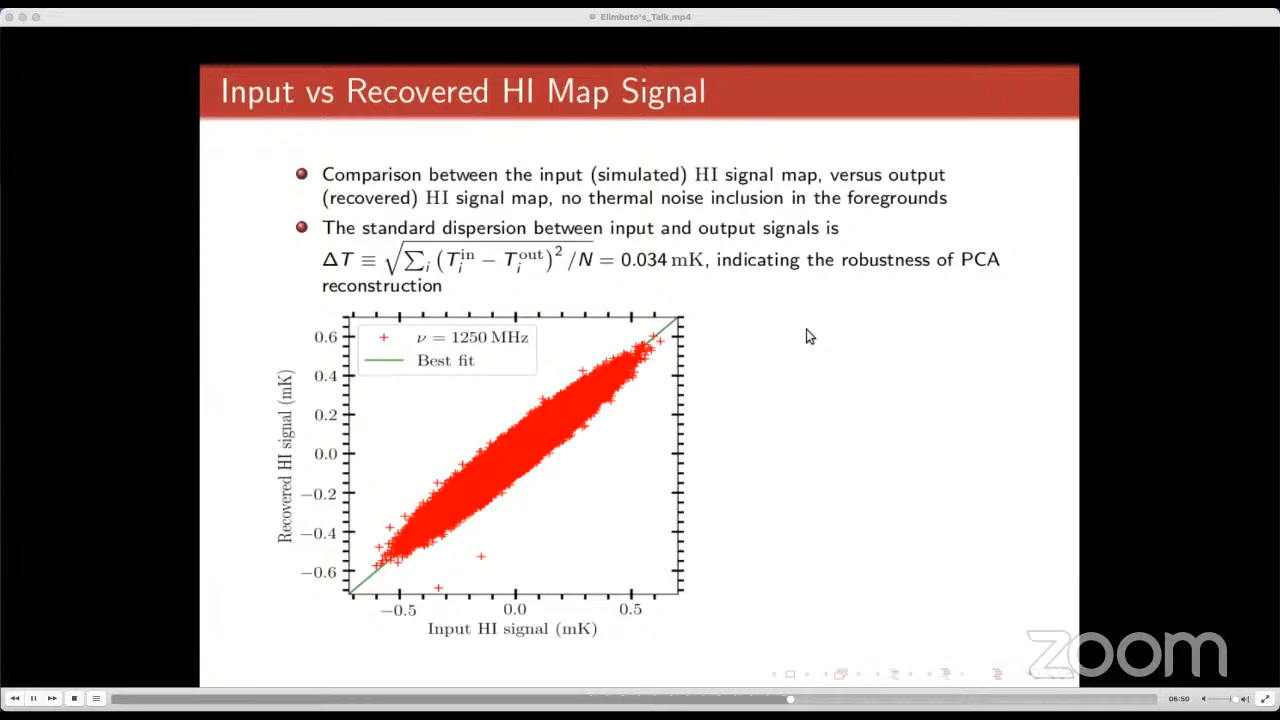 Elimboto's_Talk.mp4
Input vs Recovered HI Map Signal
Comparison between the input (simulated) HI signal map, versus output
(recovered) HI signal map, no thermal noise inclusion in the foregrounds
The standard dispersion between input and output signals is
ΔT ≡ √∑ᵢ (Tᵢⁱⁿ − Tᵢᵒᵘᵗ)² /N = 0.034 mK, indicating the robustness of PCA
reconstruction
ν = 1250 MHz
Best fit
Recovered HI signal (mK)
0.6
0.4
0.2
0.0
−0.2
−0.4
−0.6
−0.5 0.0 0.5
Input HI signal (mK)
zoom
06:50